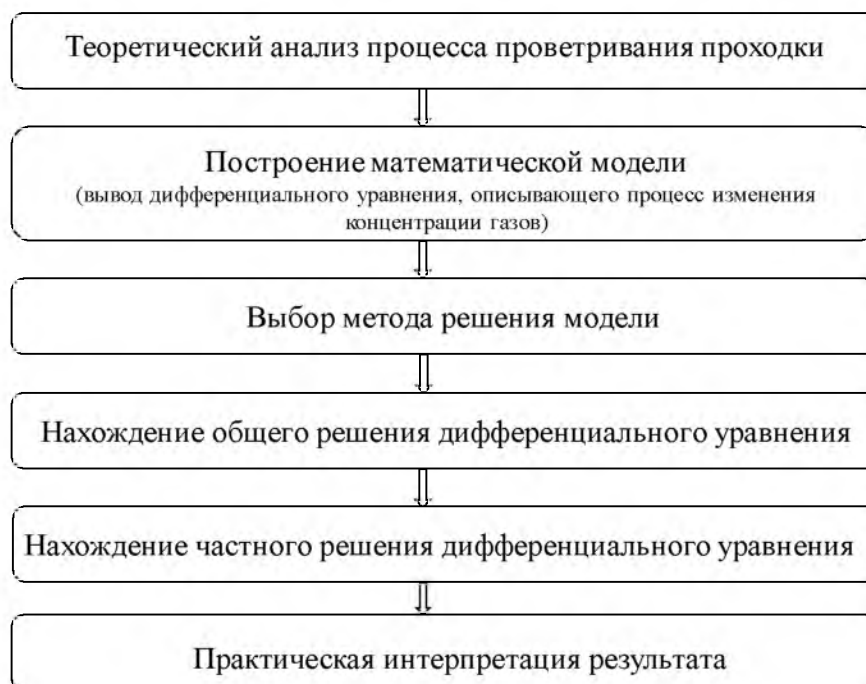 Теоретический анализ процесса проветривания проходки
Построение математической модели
(вывод дифференциального уравнения, описывающего процесс изменения
концентрации газов)
Выбор метода решения модели
Нахождение общего решения дифференциального уравнения
Нахождение частного решения дифференциального уравнения
Практическая интерпретация результата